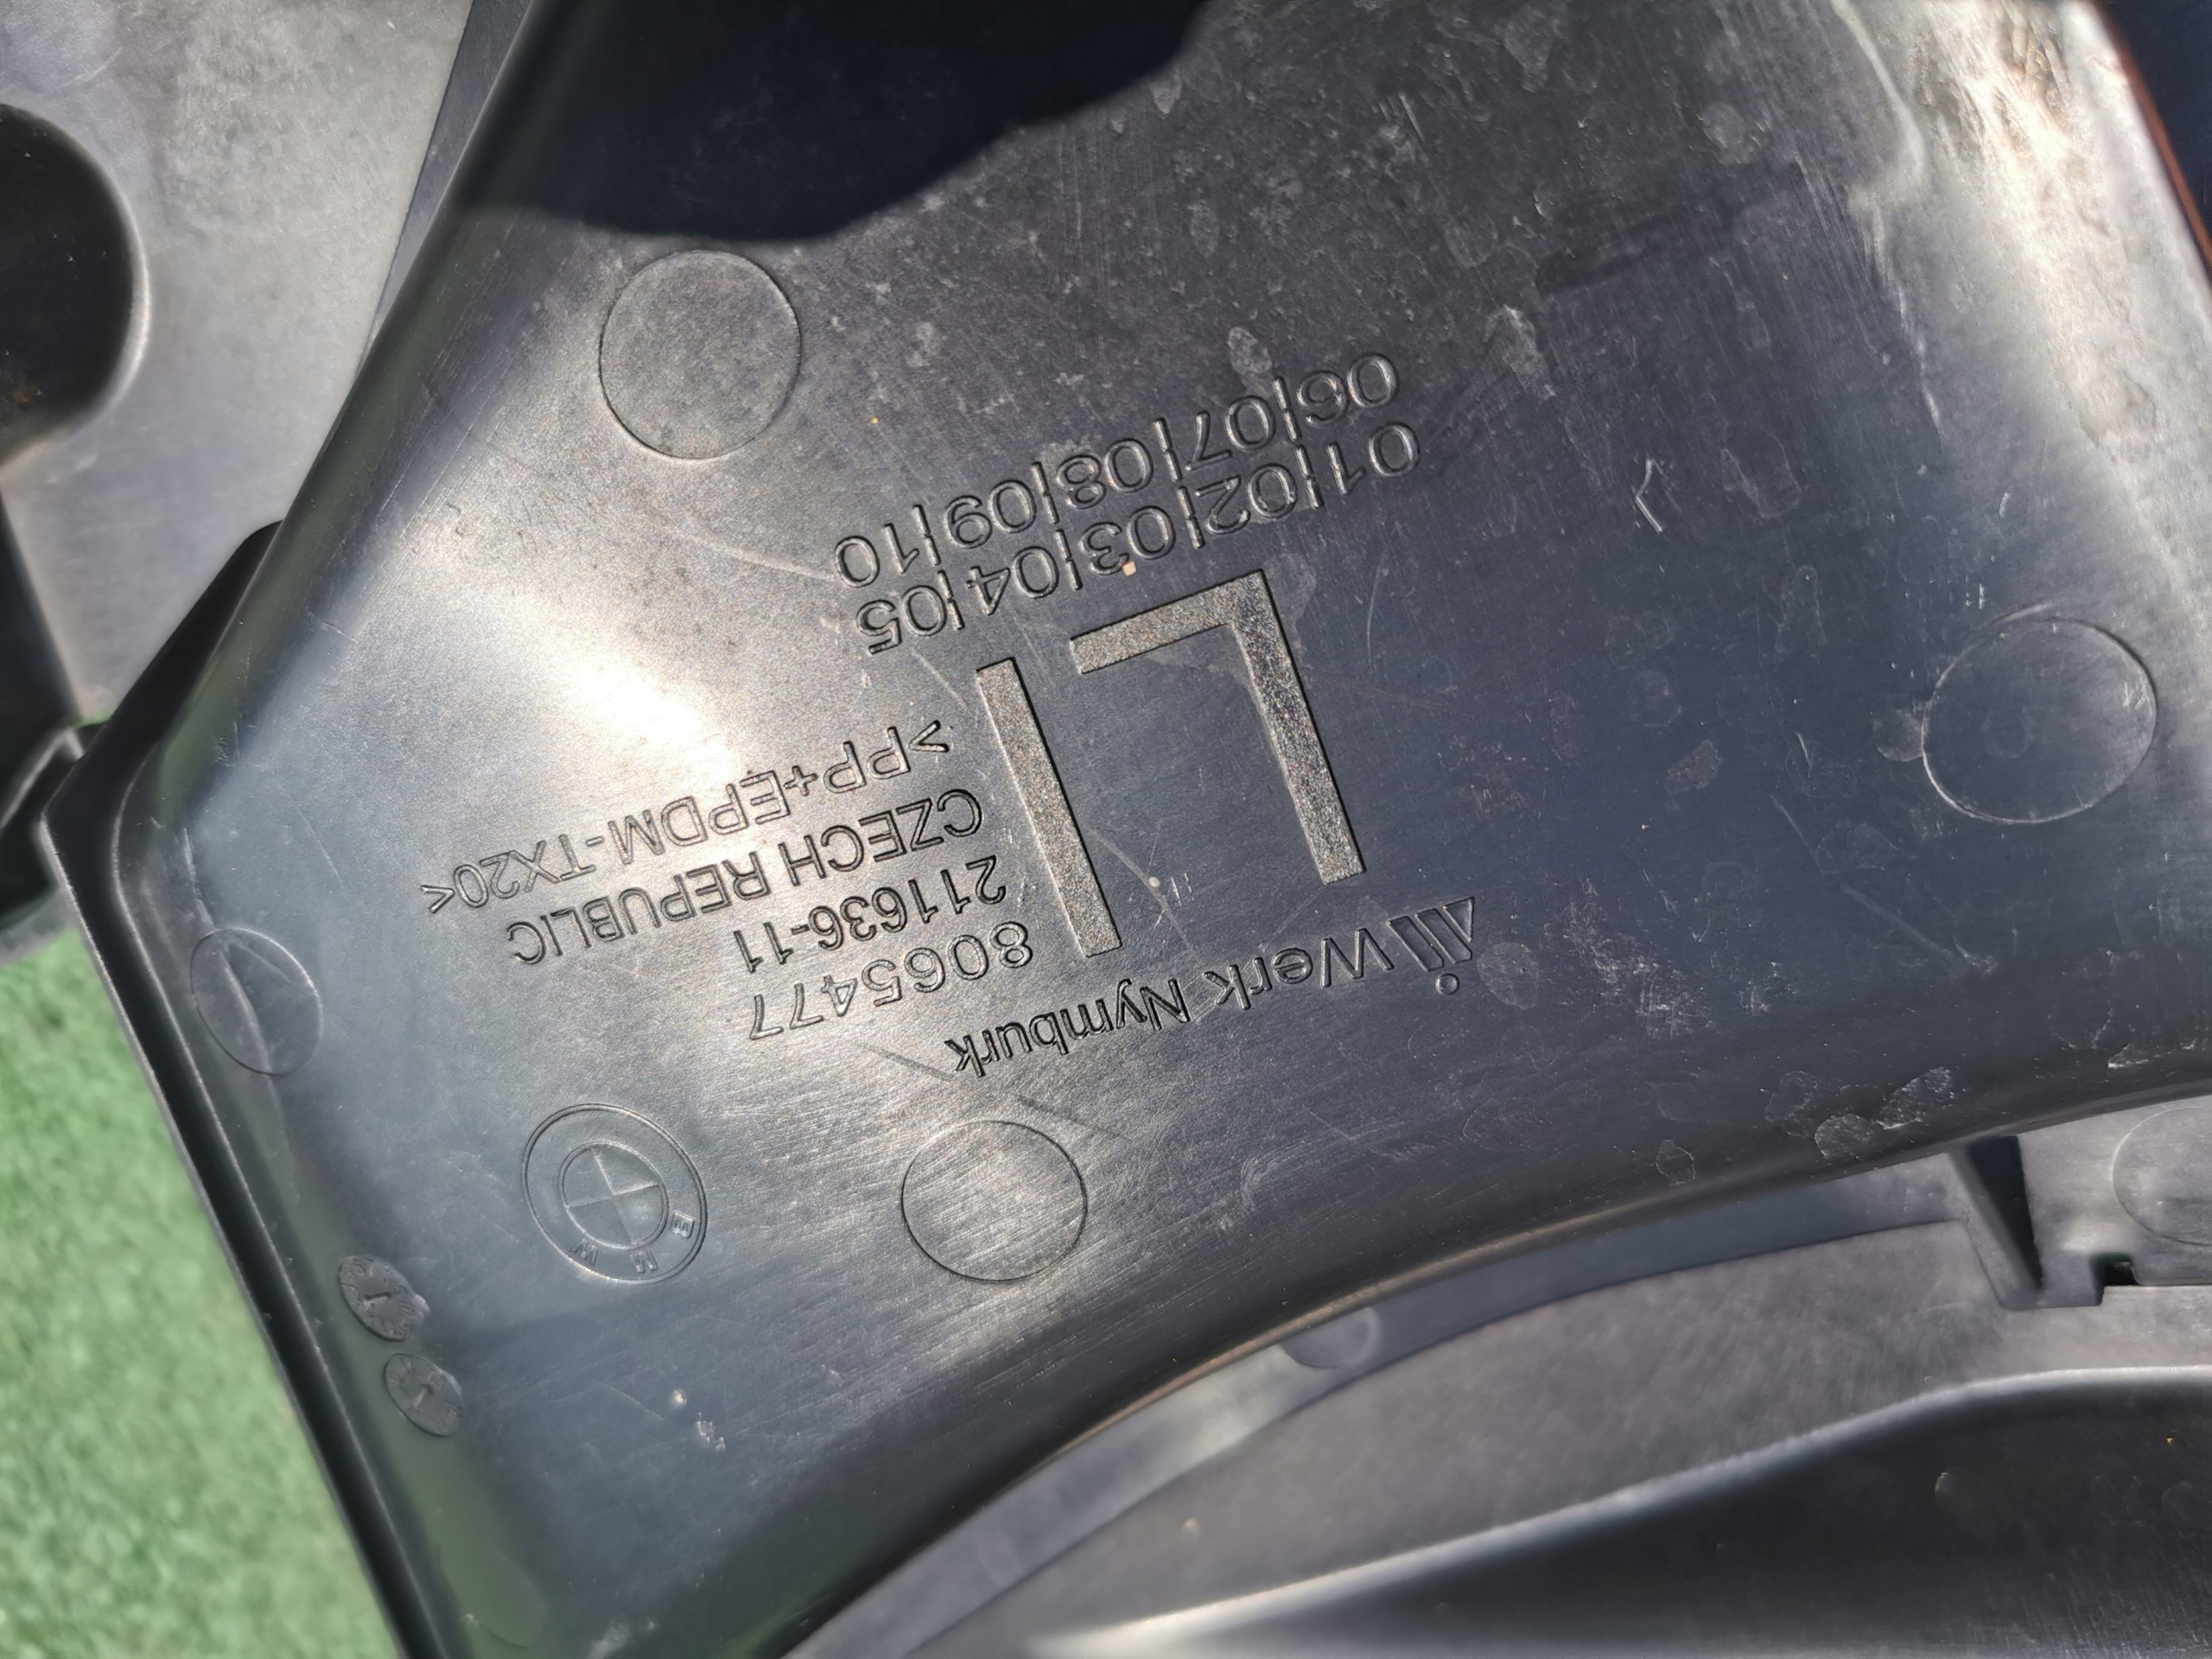 Werk Nymburk
8065477
211636-11
CZECH REPUBLIC
>PP+EPDM-TX20<
LI
01|02|03|04|05
06|07|08|09|10
BMW